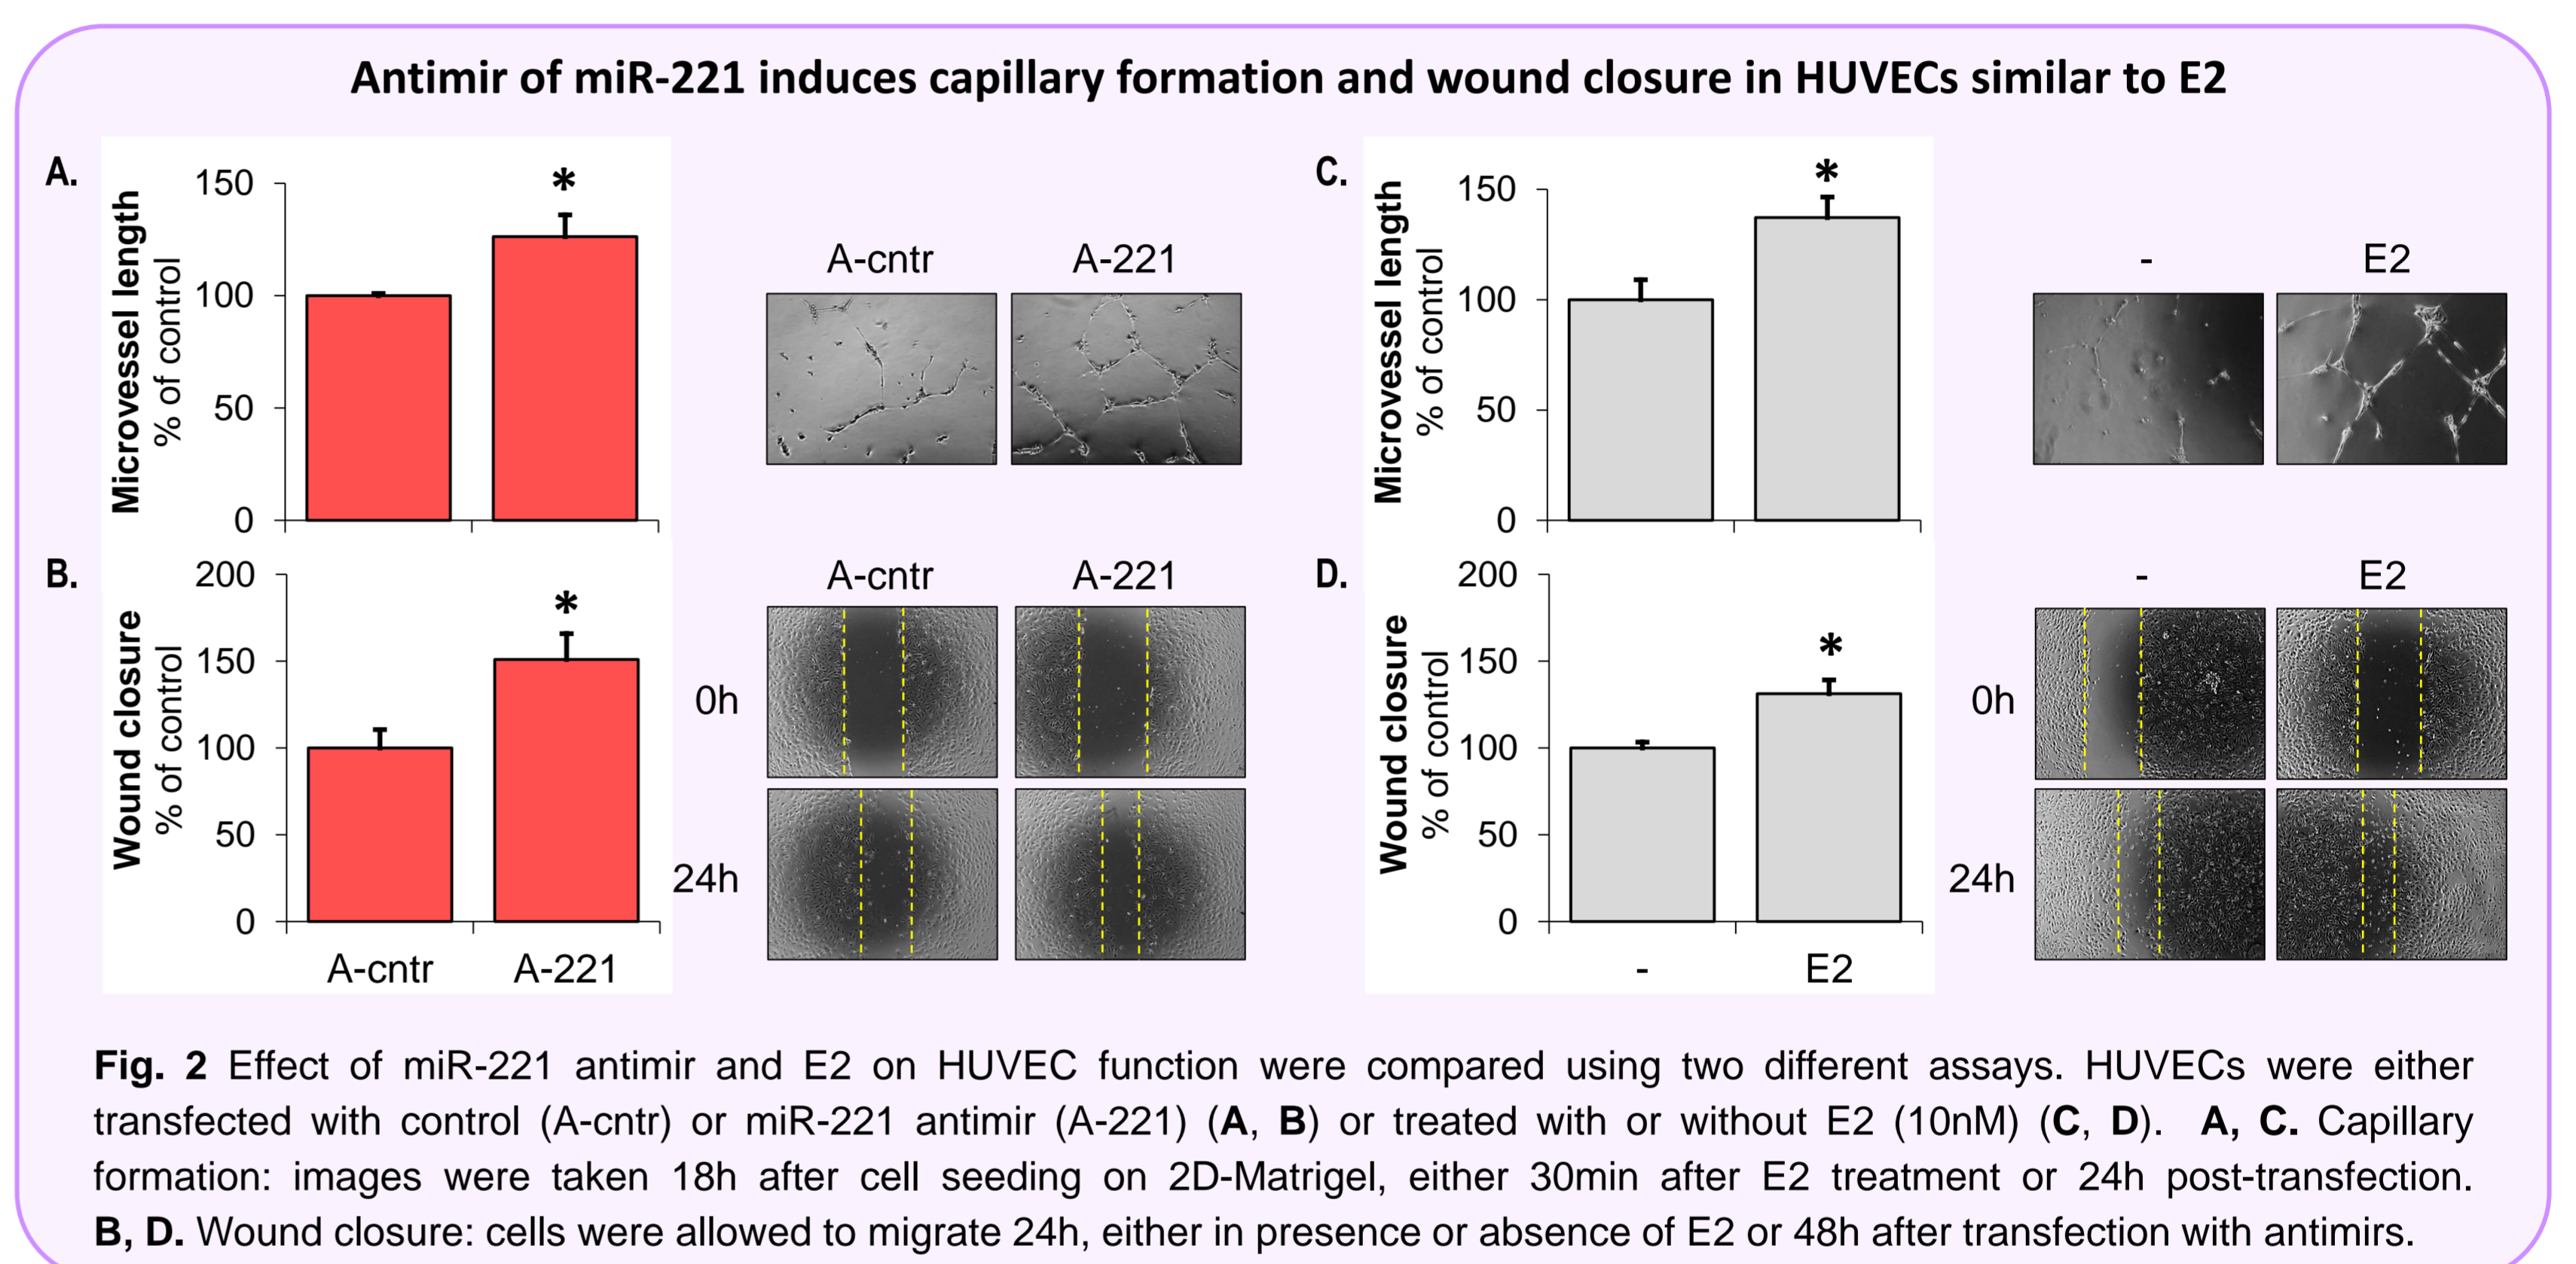 Antimir of miR-221 induces capillary formation and wound closure in HUVECs similar to E2
A.
Microvessel length
% of control
150
100
50
0
*
A-cntr A-221
B.
Wound closure
% of control
200
150
100
50
0
*
A-cntr A-221
A-cntr A-221
0h
24h
C.
Microvessel length
% of control
150
100
50
0
*
- E2
D.
Wound closure
% of control
200
150
100
50
0
*
- E2
- E2
0h
24h
Fig. 2 Effect of miR-221 antimir and E2 on HUVEC function were compared using two different assays. HUVECs were either
transfected with control (A-cntr) or miR-221 antimir (A-221) (A, B) or treated with or without E2 (10nM) (C, D). A, C. Capillary
formation: images were taken 18h after cell seeding on 2D-Matrigel, either 30min after E2 treatment or 24h post-transfection.
B, D. Wound closure: cells were allowed to migrate 24h, either in presence or absence of E2 or 48h after transfection with antimirs.